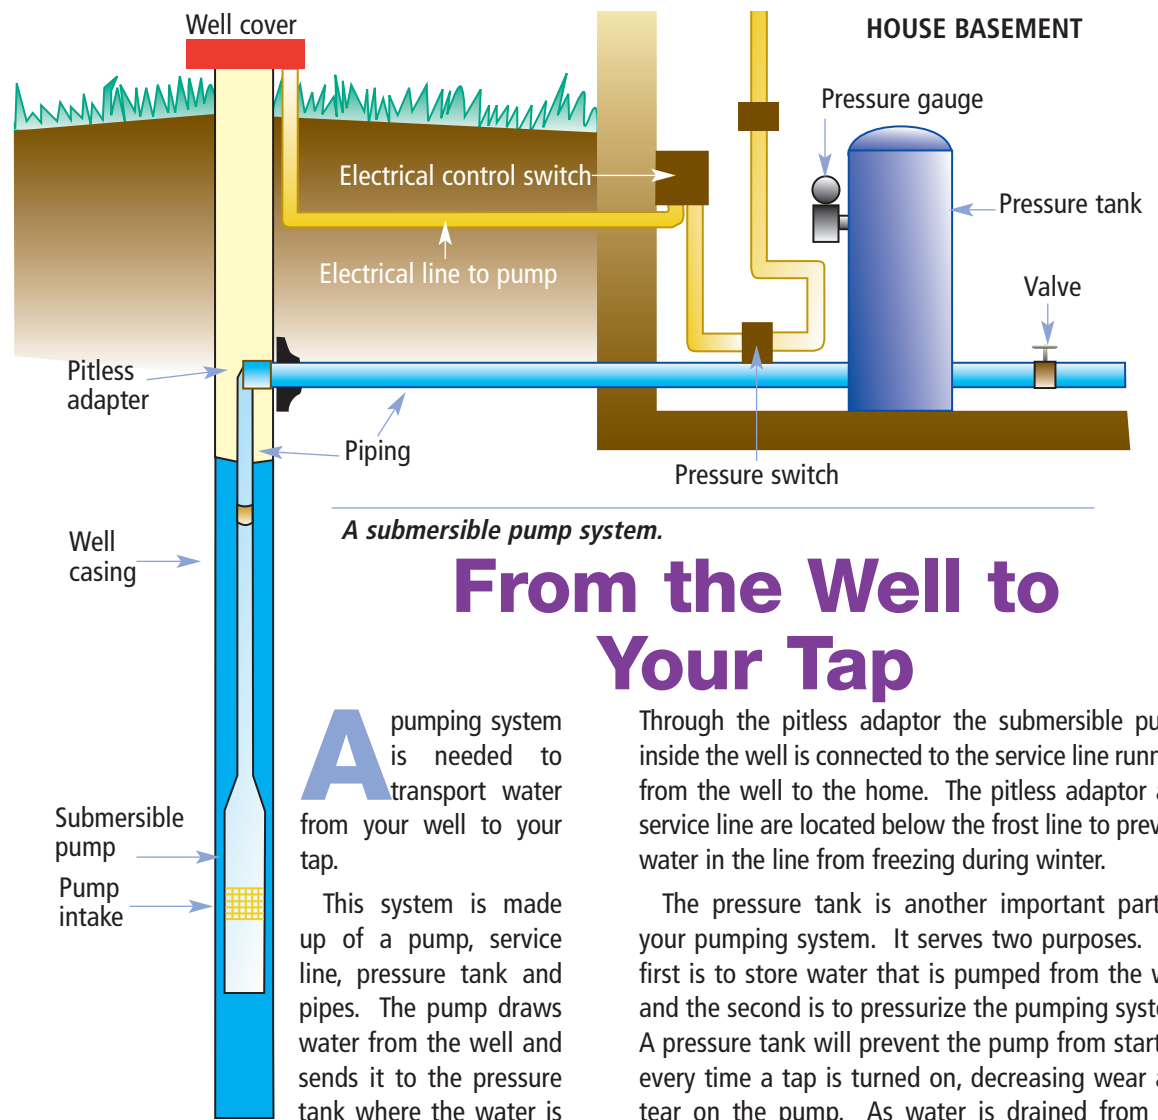 Well cover
HOUSE BASEMENT
Pressure gauge
Electrical control switch
Pressure tank
Electrical line to pump
Valve
Pitless
adapter
Piping
Pressure switch
Well
casing
A submersible pump system.
From the Well to
Your Tap
Submersible
pump
Pump
intake
A pumping system
is needed to
transport water
from your well to your
tap.
This system is made
up of a pump, service
line, pressure tank and
pipes. The pump draws
water from the well and
sends it to the pressure
tank where the water is
Through the pitless adaptor the submersible
inside the well is connected to the service line
from the well to the home. The pitless adaptor
service line are located below the frost line to
water in the line from freezing during winter.
The pressure tank is another important part
your pumping system. It serves two purposes.
first is to store water that is pumped from the
and the second is to pressurize the pumping
A pressure tank will prevent the pump from
every time a tap is turned on, decreasing wear
tear on the pump. As water is drained from